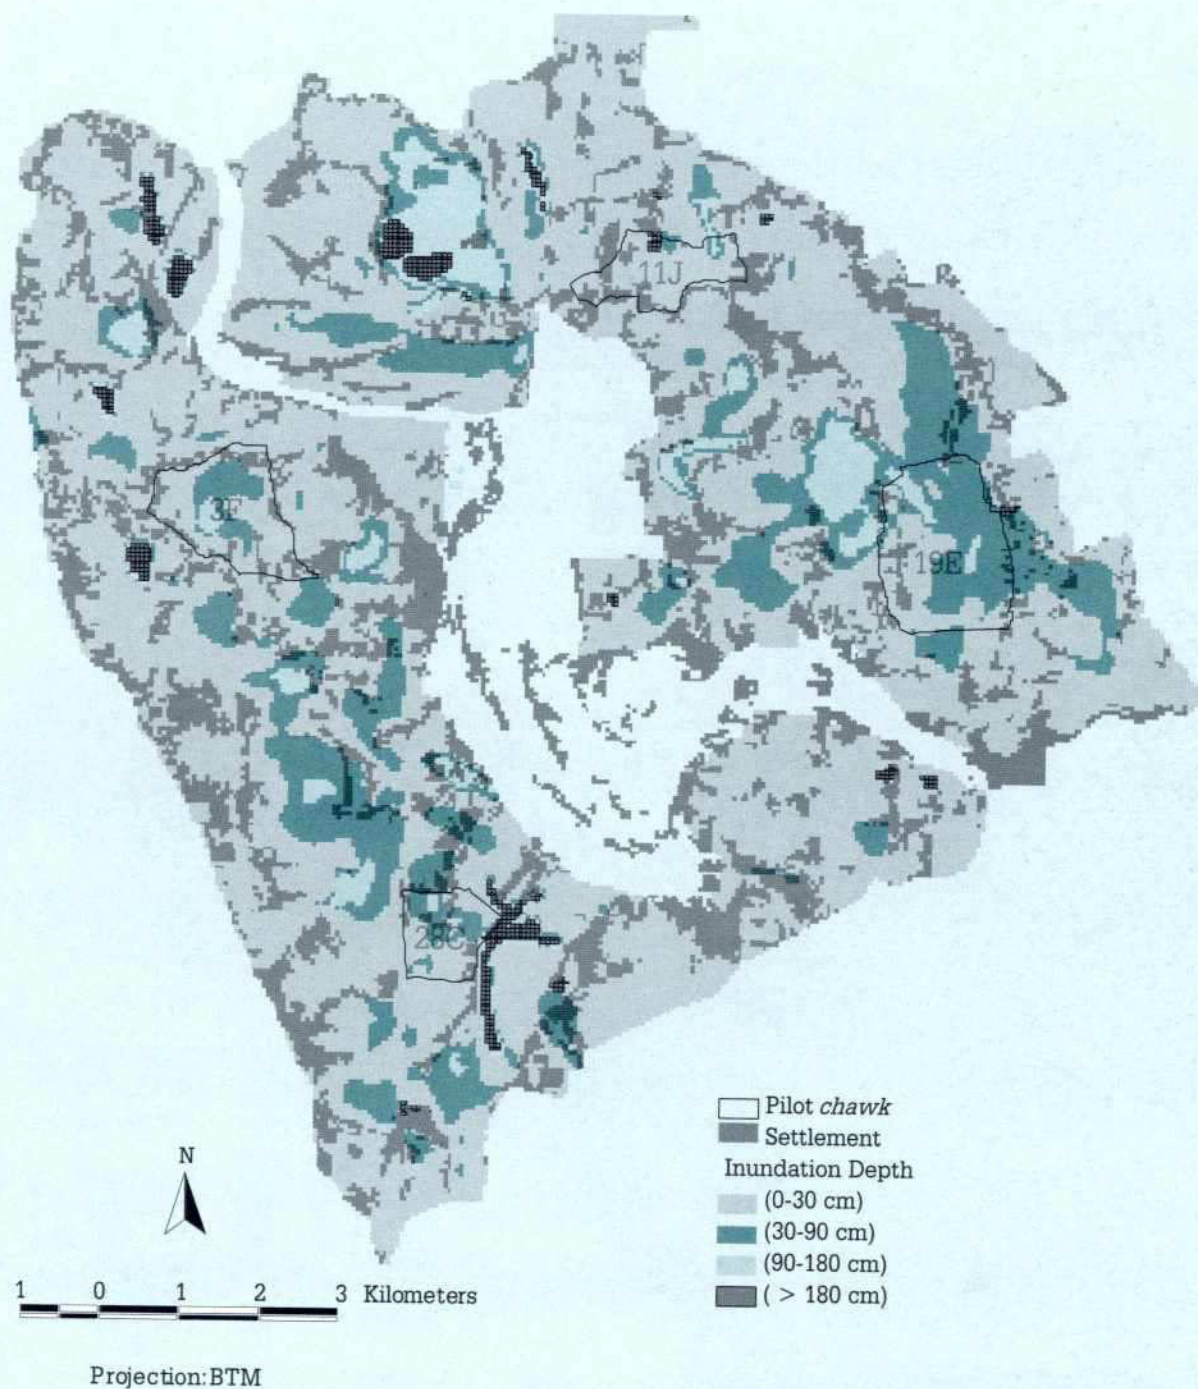 11J
3F
19E
28C
Pilot chawk
Settlement
Inundation Depth
(0-30 cm)
(30-90 cm)
(90-180 cm)
( > 180 cm)
N
1 0 1 2 3 Kilometers
Projection: BTM